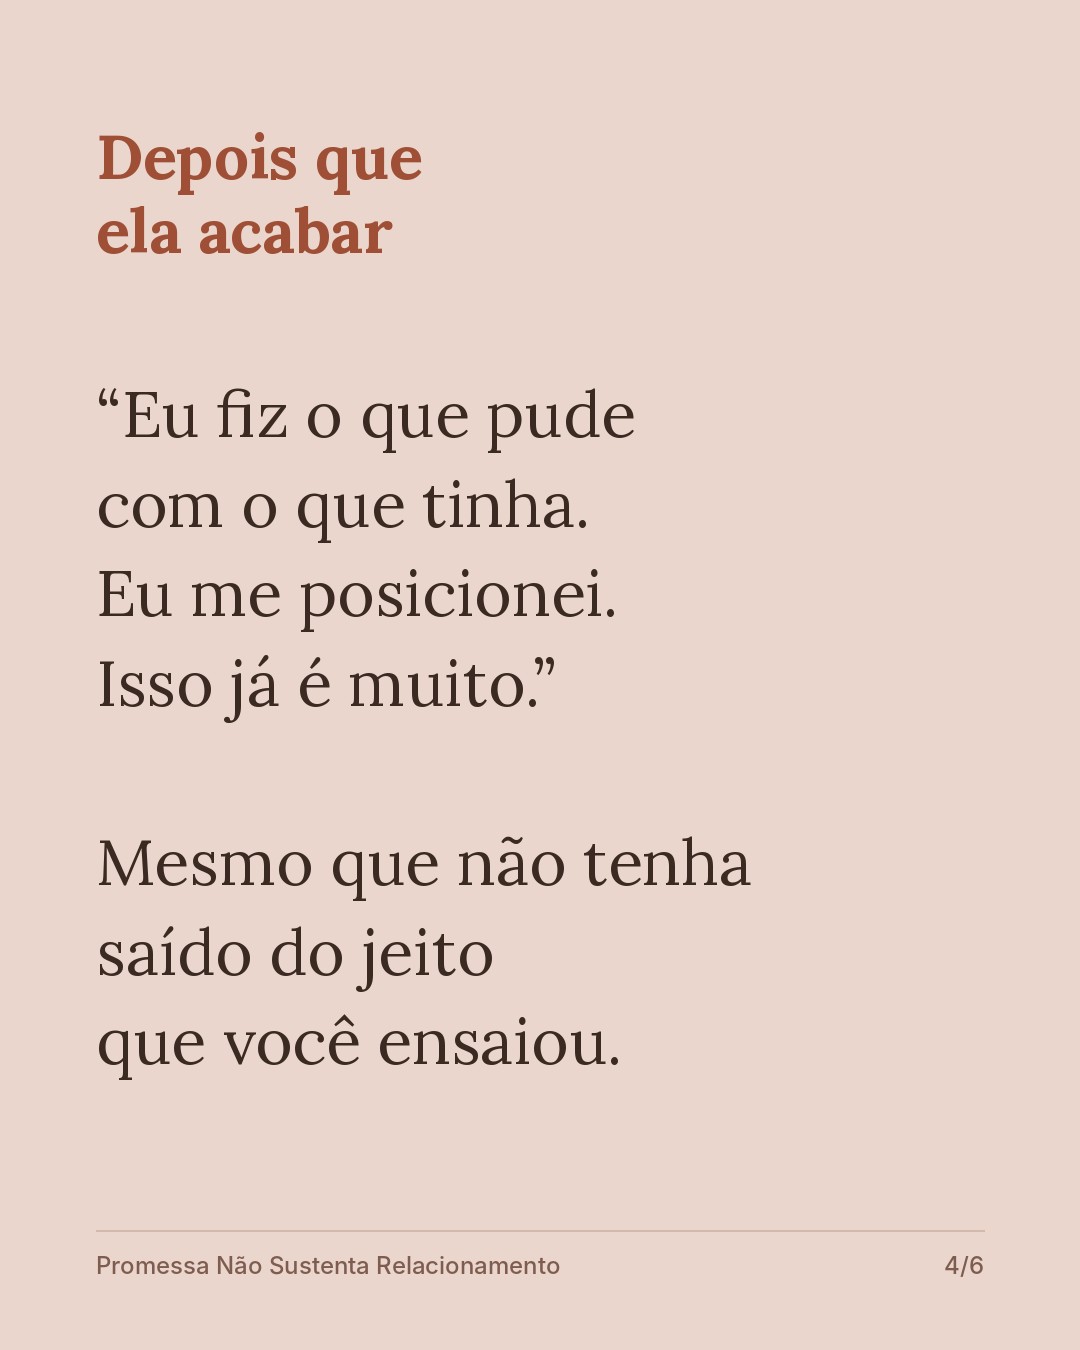 Depois que
ela acabar
“Eu fiz o que pude
com o que tinha.
Eu me posicionei.
Isso já é muito.”
Mesmo que não tenha
saído do jeito
que você ensaiou.
Promessa Não Sustenta Relacionamento
4/6